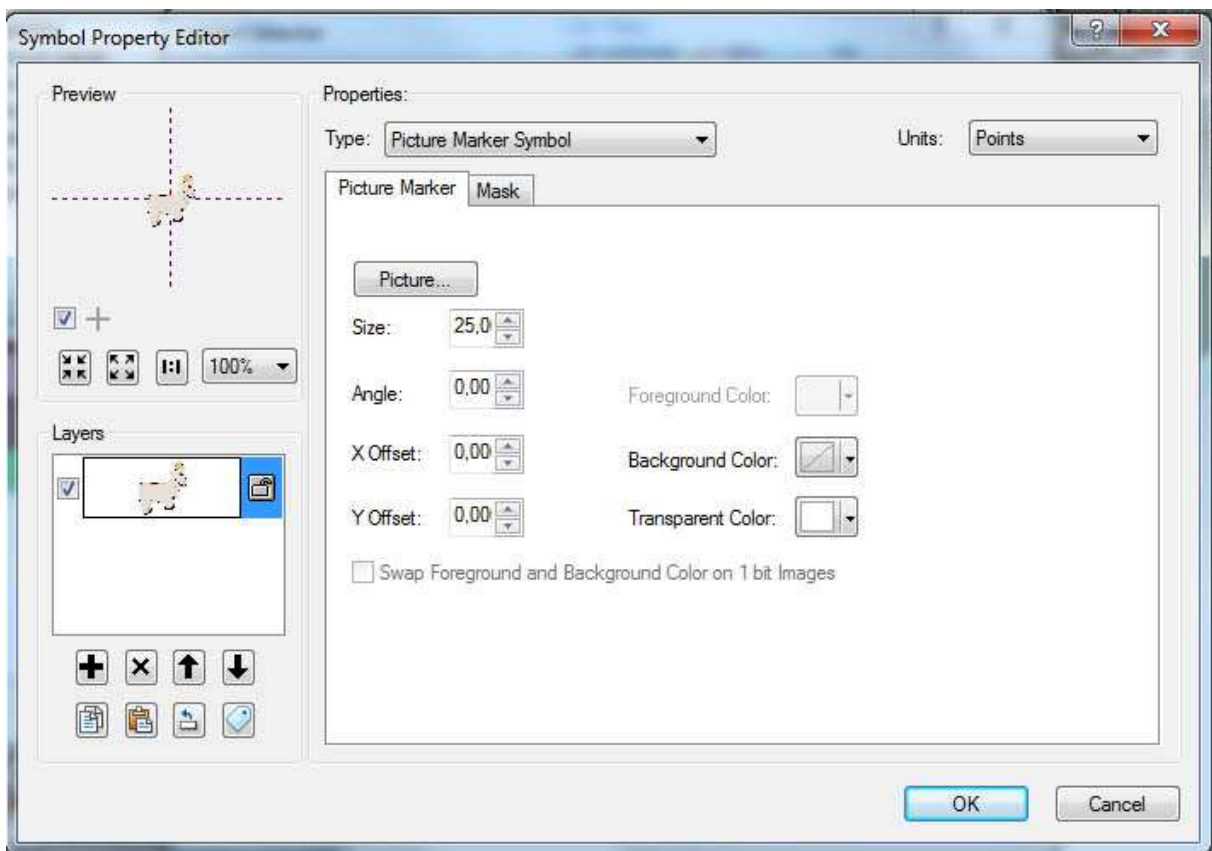 Symbol Property Editor
Preview
Properties:
Type: Picture Marker Symbol
Units: Points
Picture Marker
Mask
Picture...
Size: 25,0
Angle: 0,00
Foreground Color:
X Offset: 0,00
Background Color:
Y Offset: 0,00
Transparent Color:
Swap Foreground and Background Color on 1 bit Images
1:1
100%
Layers
OK
Cancel